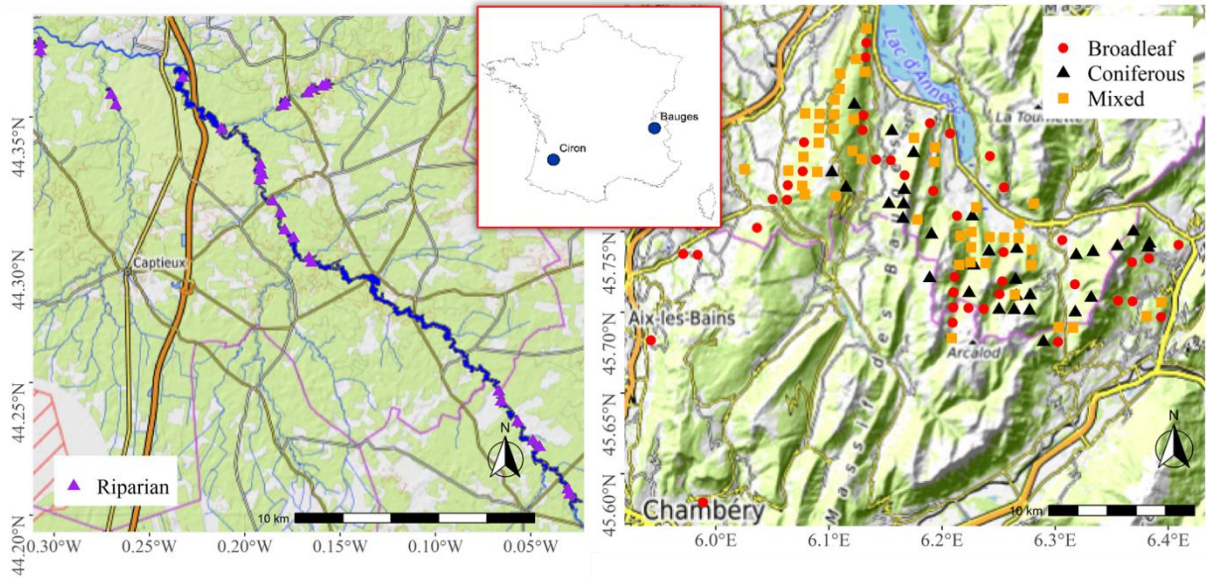 44.35°N
44.30°N
44.25°N
44.20°N
Captieux
N
Riparian
10 km
0.30°W
0.25°W
0.20°W
0.15°W
0.10°W
0.05°W
Bauges
Ciron
Lac d'Annecy
La Tournette
Broadleaf
Coniferous
Mixed
45.75°N
45.70°N
45.65°N
45.60°N
Aix-les-Bains
Massif des Bauges
Arcalod
Chambéry
N
10 km
6.0°E
6.1°E
6.2°E
6.3°E
6.4°E